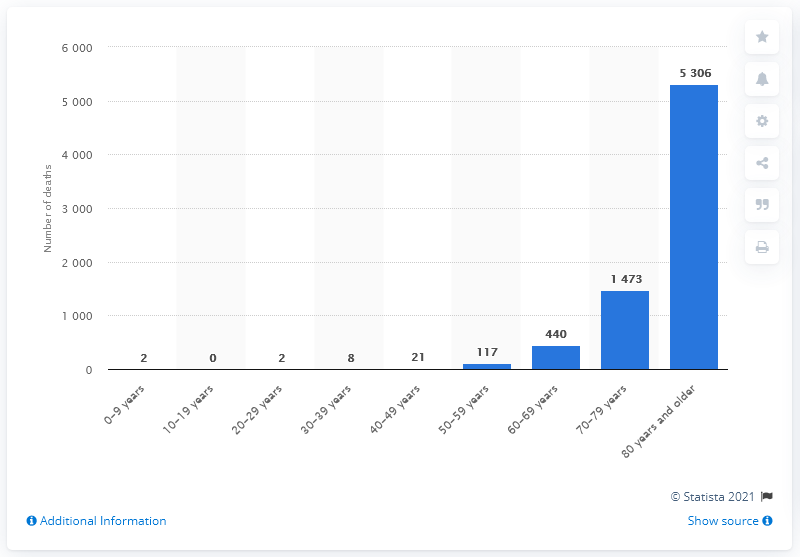 6 000
5 000
4 000
3 000
2 000
1 000
0
Number of deaths
2
0
2
8
21
117
440
1 473
5 306
0–9 years
10–19 years
20–29 years
30–39 years
40–49 years
50–59 years
60–69 years
70–79 years
80 years and older
© Statista 2021
Additional Information
Show source